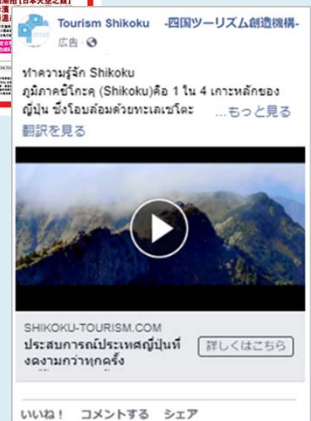 Tourism Shikoku -四国ツーリズム創造機構-
広告
ทำความรู้จัก Shikoku
ภูมิภาคชิโกะคุ (Shikoku)คือ 1 ใน 4 เกาะหลักของ
ญี่ปุ่น ซึ่งโอบล้อมด้วยทะเลเซโตะ ...もっと見る
翻訳を見る
SHIKOKU-TOURISM.COM
ประสบการณ์ประเทศญี่ปุ่นที่
งดงามกว่าทุกครั้ง
詳しくはこちら
いいね! コメントする シェア